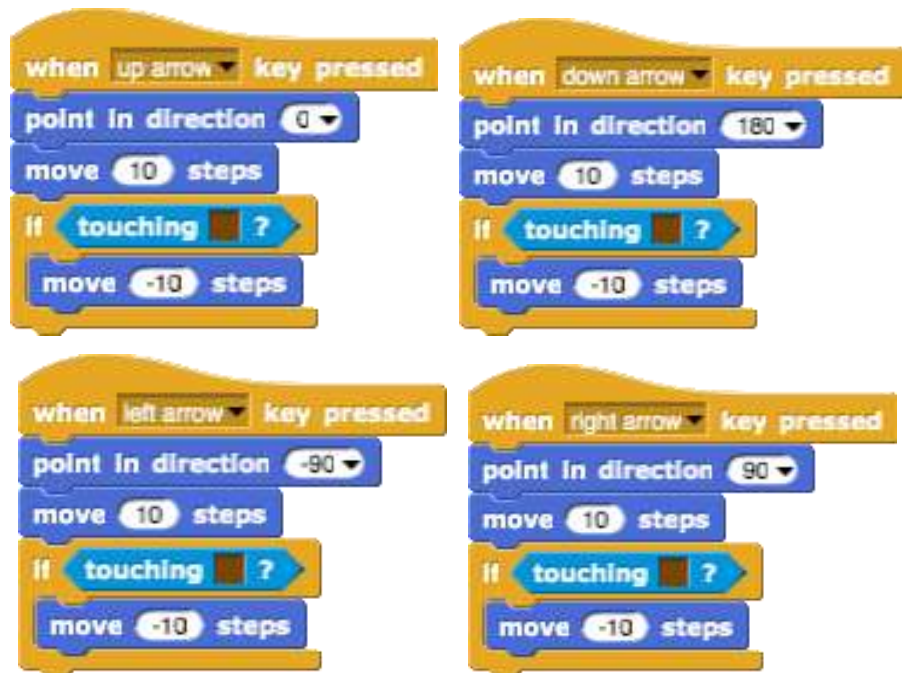 when up arrow key pressed
point in direction 0
move 10 steps
if touching ?
move -10 steps
when down arrow key pressed
point in direction 180
move 10 steps
if touching ?
move -10 steps
when left arrow key pressed
point in direction -90
move 10 steps
if touching ?
move -10 steps
when right arrow key pressed
point in direction 90
move 10 steps
if touching ?
move -10 steps